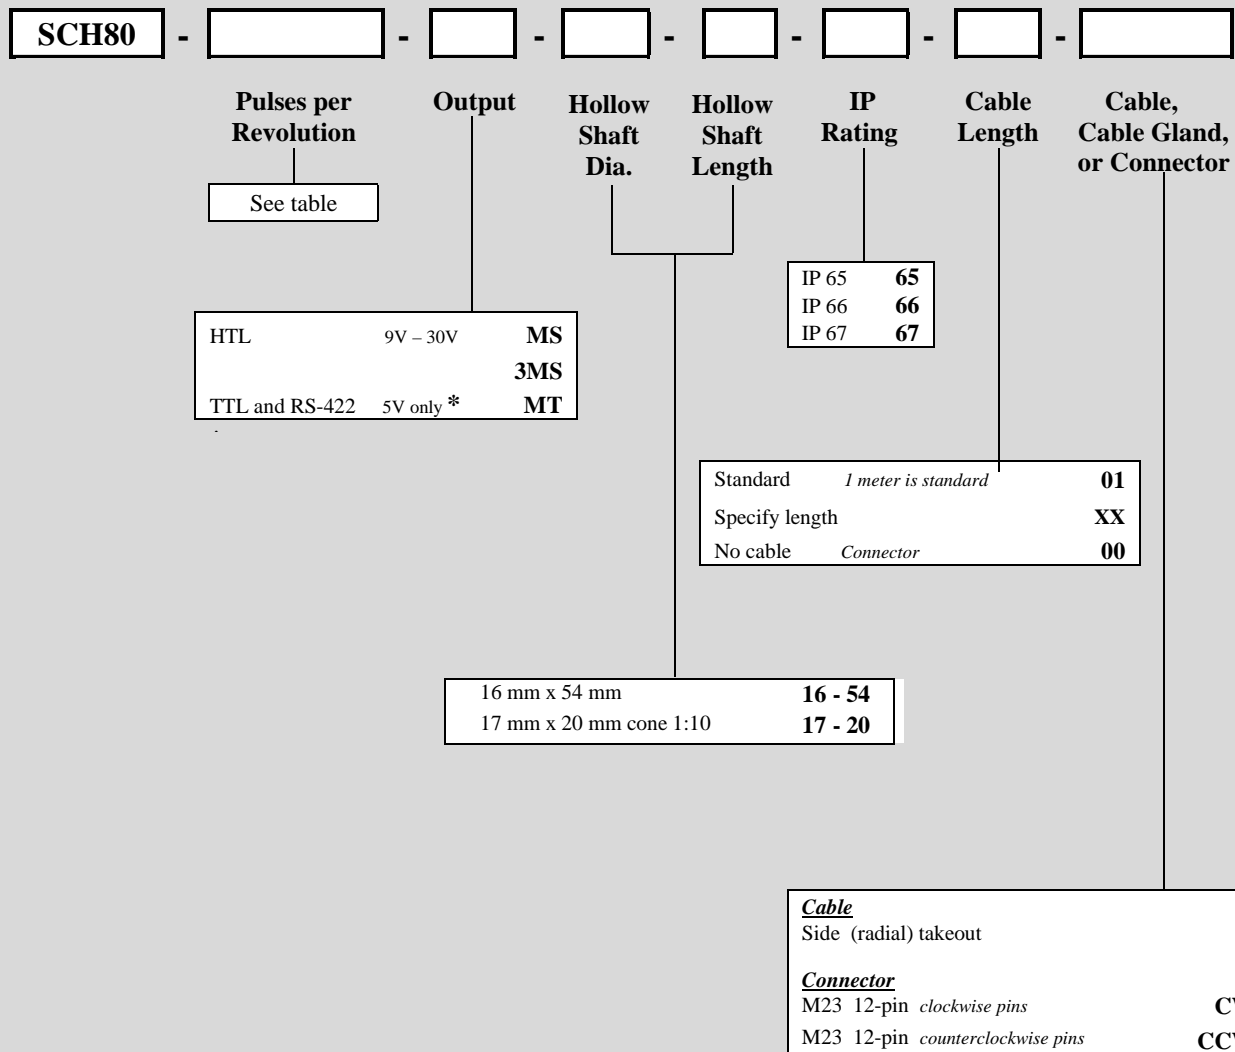 SCH80 - - - - - - -
Pulses per
Revolution
Output
Hollow
Shaft
Dia.
Hollow
Shaft
Length
IP
Rating
Cable
Length
Cable,
Cable Gland,
or Connector
See table
IP 65 65
IP 66 66
IP 67 67
HTL 9V – 30V MS
3MS
TTL and RS-422 5V only * MT
Standard 1 meter is standard 01
Specify length XX
No cable Connector 00
16 mm x 54 mm 16 - 54
17 mm x 20 mm cone 1:10 17 - 20
Cable
Side (radial) takeout
Connector
M23 12-pin clockwise pins
M23 12-pin counterclockwise pins